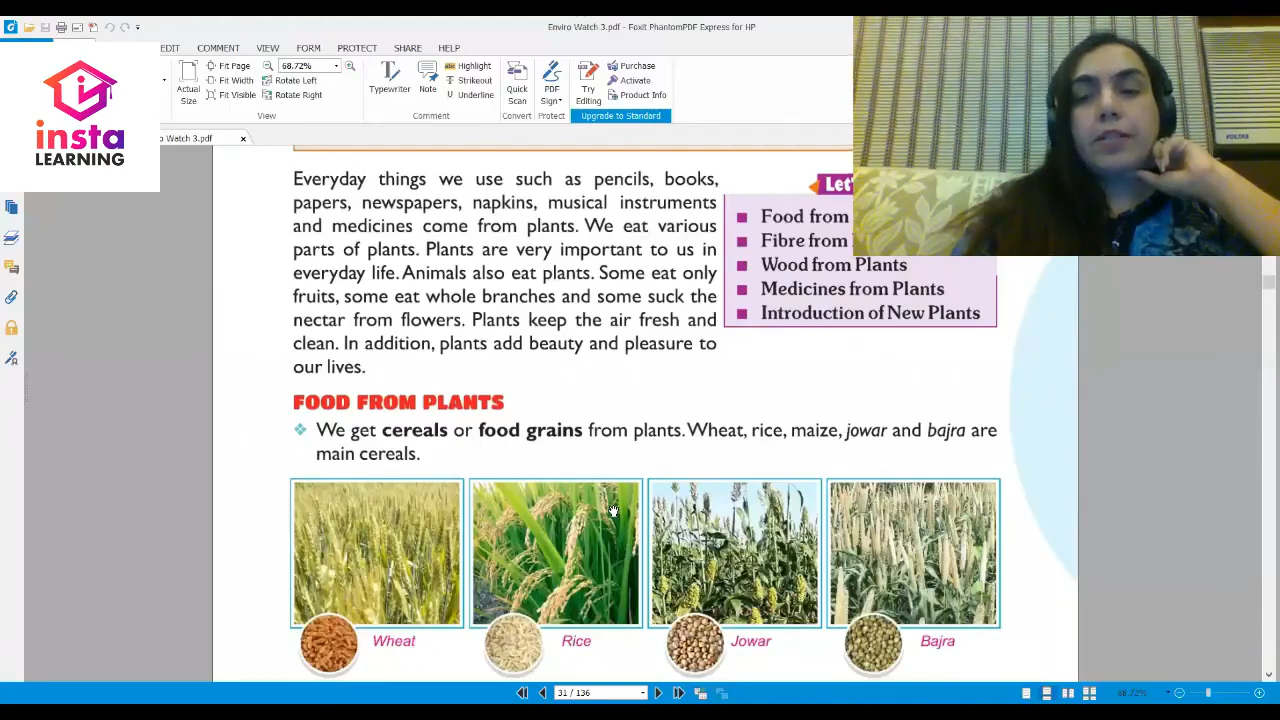 Enviro Watch 3.pdf - Foxit PhantomPDF Express for HP
EDIT COMMENT VIEW FORM PROTECT SHARE HELP
Fit Page
Fit Width
Fit Visible
Size
68.72%
Rotate Left
Rotate Right
View
Typewriter
Note
Highlight
Strikeout
Underline
Comment
Quick Scan
Convert
PDF Sign
Protect
Try Editing
Purchase
Activate
Product Info
Upgrade to Standard
insta
LEARNING
o Watch 3.pdf
VOLTAS
Everyday things we use such as pencils, books,
papers, newspapers, napkins, musical instruments
and medicines come from plants. We eat various
parts of plants. Plants are very important to us in
everyday life. Animals also eat plants. Some eat only
fruits, some eat whole branches and some suck the
nectar from flowers. Plants keep the air fresh and
clean. In addition, plants add beauty and pleasure to
our lives.
Let'
Food from
Fibre from
Wood from Plants
Medicines from Plants
Introduction of New Plants
FOOD FROM PLANTS
We get cereals or food grains from plants. Wheat, rice, maize, jowar and bajra are
main cereals.
Wheat
Rice
Jowar
Bajra
31 / 136
68.72%